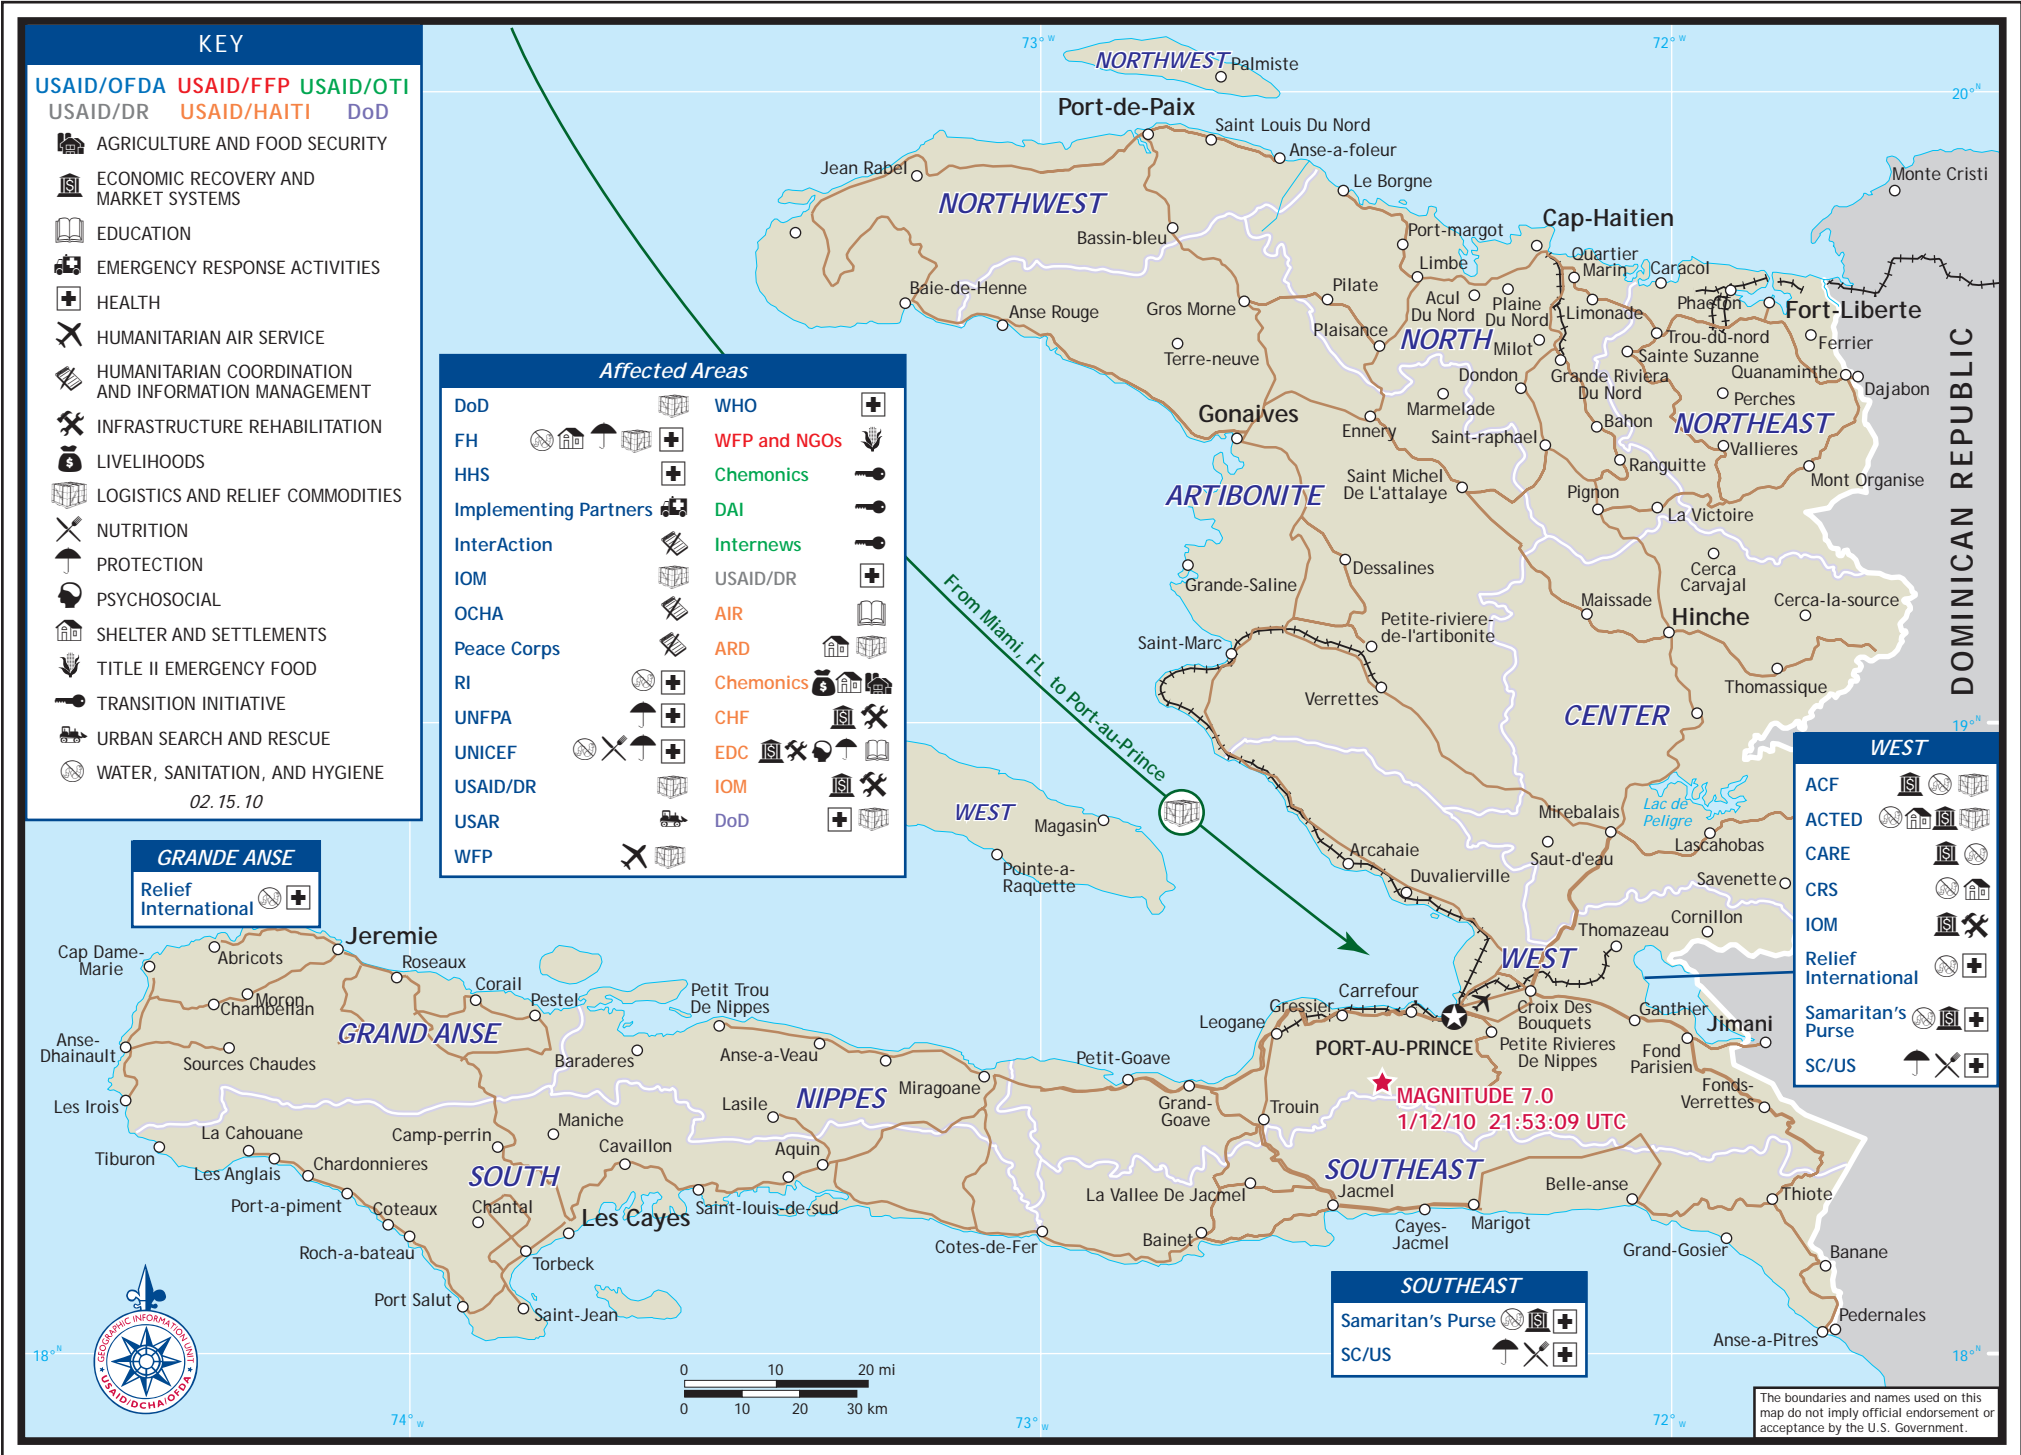 KEY
USAID/OFDA USAID/FFP USAID/OTI
USAID/DR USAID/HAITI DoD
AGRICULTURE AND FOOD SECURITY
ECONOMIC RECOVERY AND
MARKET SYSTEMS
EDUCATION
EMERGENCY RESPONSE ACTIVITIES
HEALTH
HUMANITARIAN AIR SERVICE
HUMANITARIAN COORDINATION
AND INFORMATION MANAGEMENT
INFRASTRUCTURE REHABILITATION
LIVELIHOODS
LOGISTICS AND RELIEF COMMODITIES
NUTRITION
PROTECTION
PSYCHOSOCIAL
SHELTER AND SETTLEMENTS
TITLE II EMERGENCY FOOD
TRANSITION INITIATIVE
URBAN SEARCH AND RESCUE
WATER, SANITATION, AND HYGIENE
02.15.10
Affected Areas
DoD
FH
HHS
Implementing Partners
InterAction
IOM
OCHA
Peace Corps
RI
UNFPA
UNICEF
USAID/DR
USAR
WFP
WHO
WFP and NGOs
Chemonics
DAI
Internews
USAID/DR
AIR
ARD
Chemonics
CHF
EDC
IOM
DoD
GRANDE ANSE
Relief
International
WEST
ACF
ACTED
CARE
CRS
IOM
Relief
International
Samaritan's
Purse
SC/US
SOUTHEAST
Samaritan's Purse
SC/US
73° W
72° W
20° N
NORTHWEST
Palmiste
Port-de-Paix
Saint Louis Du Nord
Anse-a-foleur
Jean Rabel
Le Borgne
Monte Cristi
NORTHWEST
Cap-Haitien
Bassin-bleu
Port-margot
Quartier
Marin
Limbe
Caracol
Baie-de-Henne
Pilate
Acul
Du Nord
Plaine
Du Nord
Phaeton
Anse Rouge
Gros Morne
Limonade
Fort-Liberte
Plaisance
NORTH
Milot
Trou-du-nord
Ferrier
Terre-neuve
Sainte Suzanne
Dondon
Grande Riviera
Du Nord
Quanaminthe
Dajabon
Perches
Gonaives
Marmelade
Ennery
Bahon
NORTHEAST
Saint-raphael
Vallieres
Ranguitte
Mont Organise
Saint Michel
De L'attalaye
ARTIBONITE
Pignon
La Victoire
DOMINICAN REPUBLIC
Dessalines
Cerca
Carvajal
Grande-Saline
Maissade
Cerca-la-source
Hinche
Petite-riviere-
de-l'artibonite
Saint-Marc
Verrettes
Thomassique
CENTER
19° N
From Miami, FL to Port-au-Prince
WEST
Magasin
Pointe-a-
Raquette
Mirebalais
Lac de
Peligre
Saut-d'eau
Lascahobas
Arcahaie
Duvalierville
Savenette
Cornillon
Thomazeau
WEST
Cap Dame-
Marie
Abricots
Jeremie
Roseaux
Corail
Moron
Chambellan
Pestel
Petit Trou
De Nippes
GRAND ANSE
Anse-
Dhainault
Sources Chaudes
Baraderes
Anse-a-Veau
Gressier
Carrefour
Leogane
Croix Des
Bouquets
Ganthier
Jimani
PORT-AU-PRINCE
Petite Rivieres
De Nippes
Fond
Parisien
Petit-Goave
Miragoane
Les Irois
NIPPES
Lasile
Grand-
Goave
Trouin
MAGNITUDE 7.0
1/12/10 21:53:09 UTC
Fonds-
Verrettes
La Cahouane
Camp-perrin
Maniche
Cavaillon
Aquin
Tiburon
Les Anglais
Chardonnieres
SOUTH
SOUTHEAST
Port-a-piment
Coteaux
Chantal
Les Cayes
Saint-louis-de-sud
La Vallee De Jacmel
Jacmel
Belle-anse
Thiote
Roch-a-bateau
Cotes-de-Fer
Bainet
Cayes-
Jacmel
Marigot
Grand-Gosier
Banane
Torbeck
Port Salut
Saint-Jean
Pedernales
Anse-a-Pitres
18° N
18° N
GEOGRAPHIC INFORMATION UNIT
USAID/DCHA/OFDA
0 10 20 mi
0 10 20 30 km
74° W
73° W
72° W
The boundaries and names used on this
map do not imply official endorsement or
acceptance by the U.S. Government.